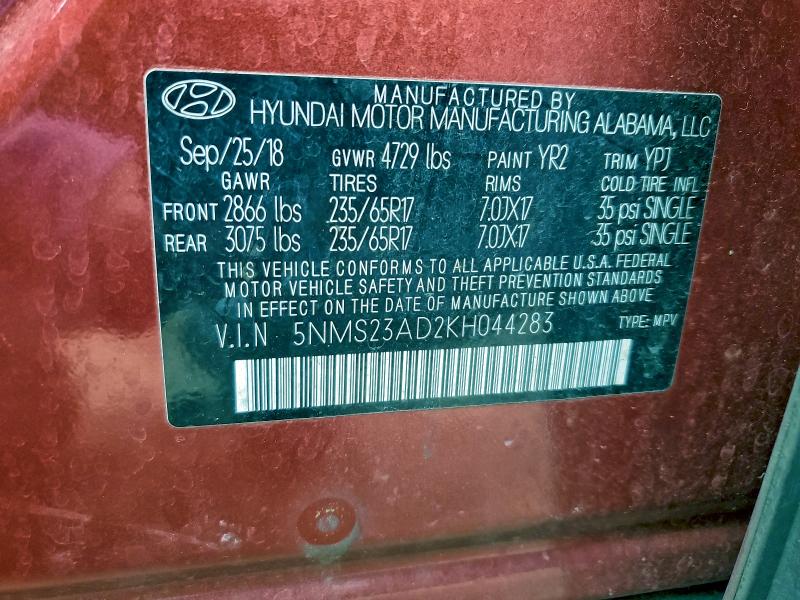 MANUFACTURED BY
HYUNDAI MOTOR MANUFACTURING ALABAMA, LLC
Sep/25/18 GVWR 4729 lbs PAINT YR2 TRIM YPJ
GAWR TIRES RIMS COLD TIRE INFL
FRONT 2866 lbs 235/65R17 7.0JX17 35 psi SINGLE
REAR 3075 lbs 235/65R17 7.0JX17 35 psi SINGLE
THIS VEHICLE CONFORMS TO ALL APPLICABLE U.S.A. FEDERAL
MOTOR VEHICLE SAFETY AND THEFT PREVENTION STANDARDS
IN EFFECT ON THE DATE OF MANUFACTURE SHOWN ABOVE
V.I.N 5NMS23AD2KH044283 TYPE: MPV